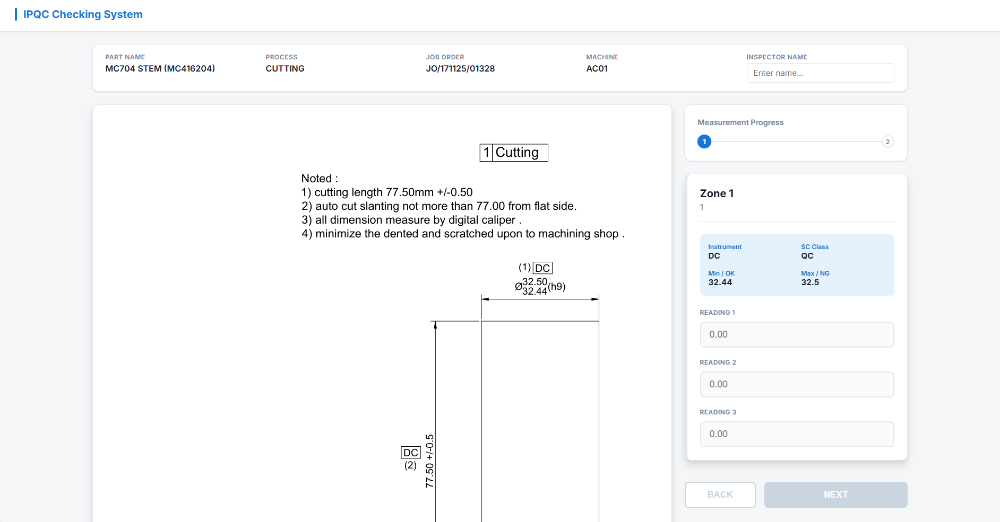 IPQC Checking System
PART NAME
MC704 STEM (MC416204)
PROCESS
CUTTING
JOB ORDER
JO/171125/01328
MACHINE
AC01
INSPECTOR NAME
Enter name...
1 Cutting
Noted :
1) cutting length 77.50mm +/-0.50
2) auto cut slanting not more than 77.00 from flat side.
3) all dimension measure by digital caliper .
4) minimize the dented and scratched upon to machining shop .
(1) DC
Ø32.50
32.44(h9)
DC
(2)
77.50 +/-0.5
Measurement Progress
1
2
Zone 1
1
Instrument
DC
SC Class
QC
Min / OK
32.44
Max / NG
32.5
READING 1
0.00
READING 2
0.00
READING 3
0.00
BACK
NEXT